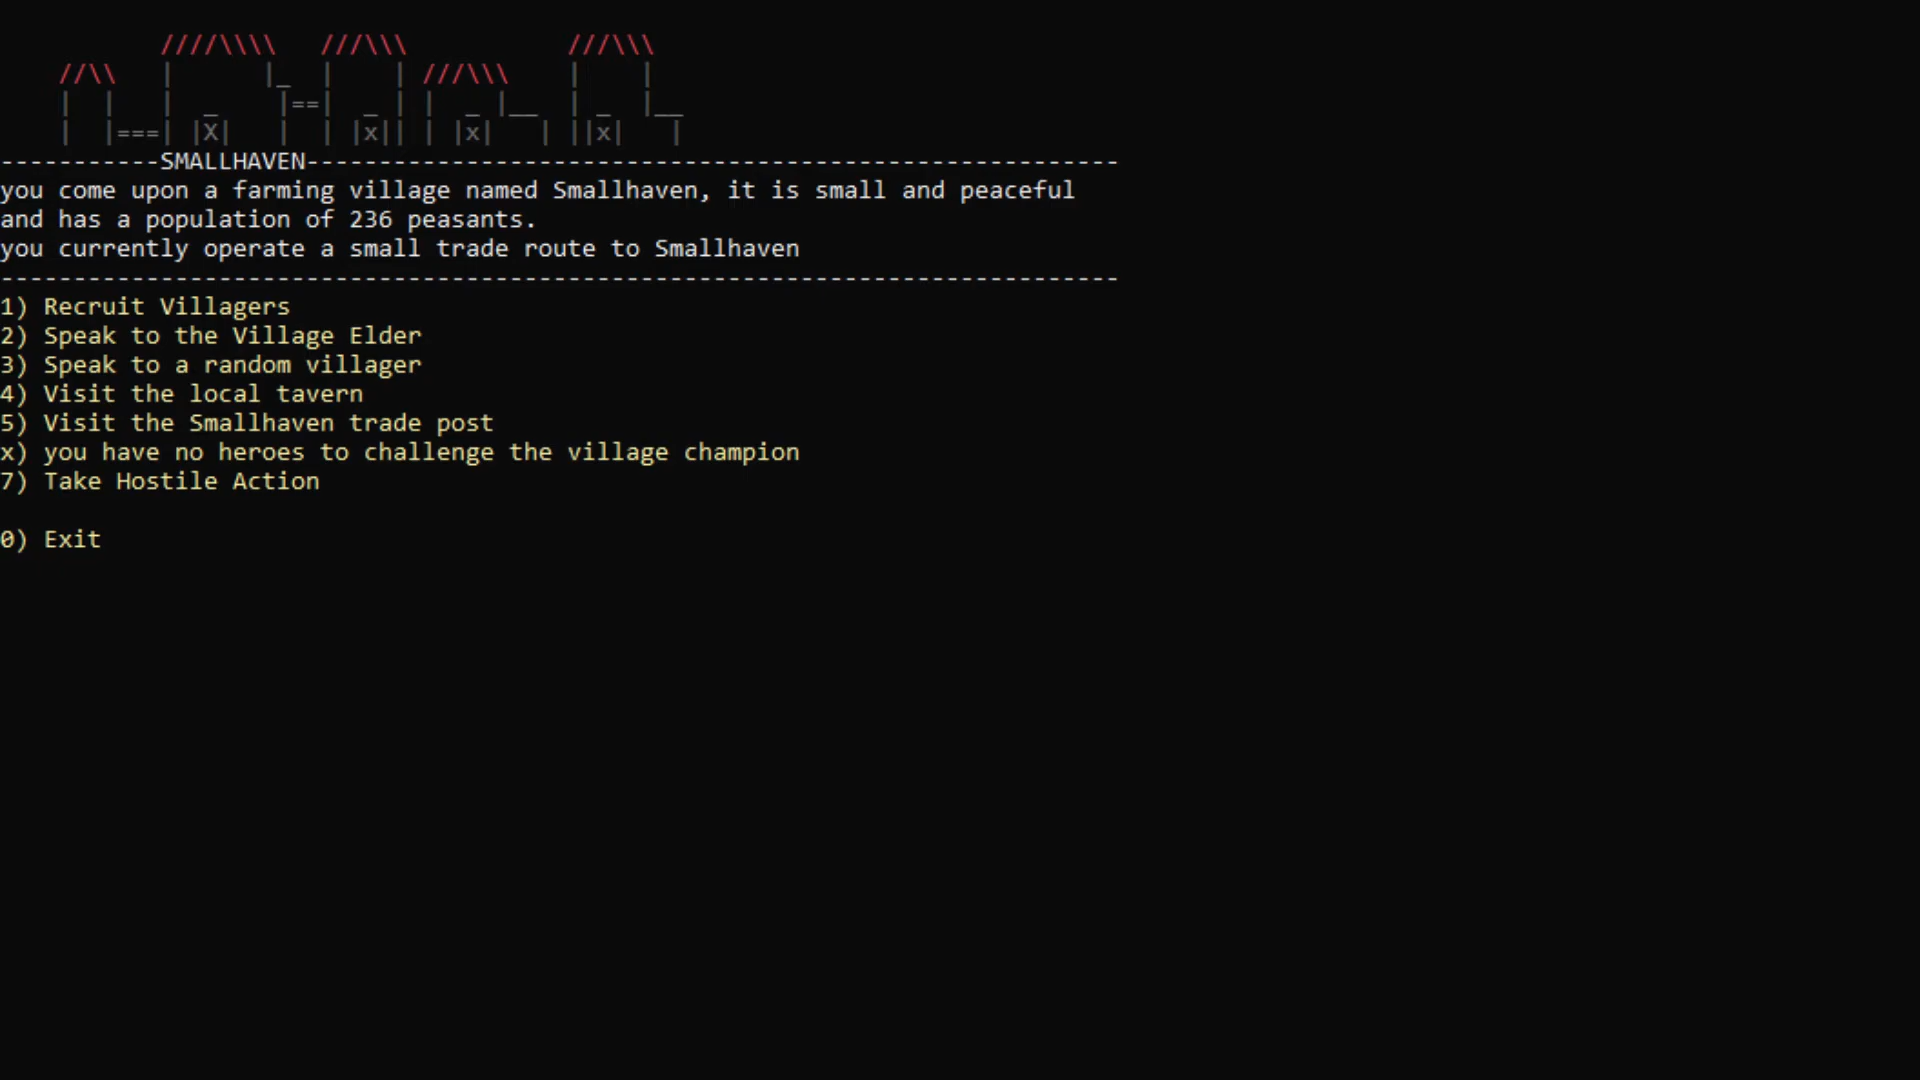 -----------SMALLHAVEN--------------------------------------------------------
you come upon a farming village named Smallhaven, it is small and peaceful
and has a population of 236 peasants.
you currently operate a small trade route to Smallhaven
-----------------------------------------------------------------------------
1) Recruit Villagers
2) Speak to the Village Elder
3) Speak to a random villager
4) Visit the local tavern
5) Visit the Smallhaven trade post
x) you have no heroes to challenge the village champion
7) Take Hostile Action
0) Exit